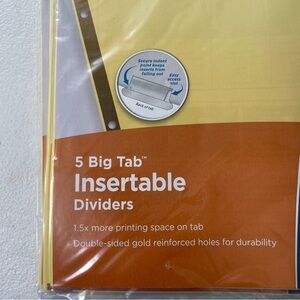 Secure indent
point keeps
inserts from
falling out
Easy
access
slot
Back of tab
5 Big Tab™
Insertable
Dividers
1.5x more printing space on tab
Double-sided gold reinforced holes for durability